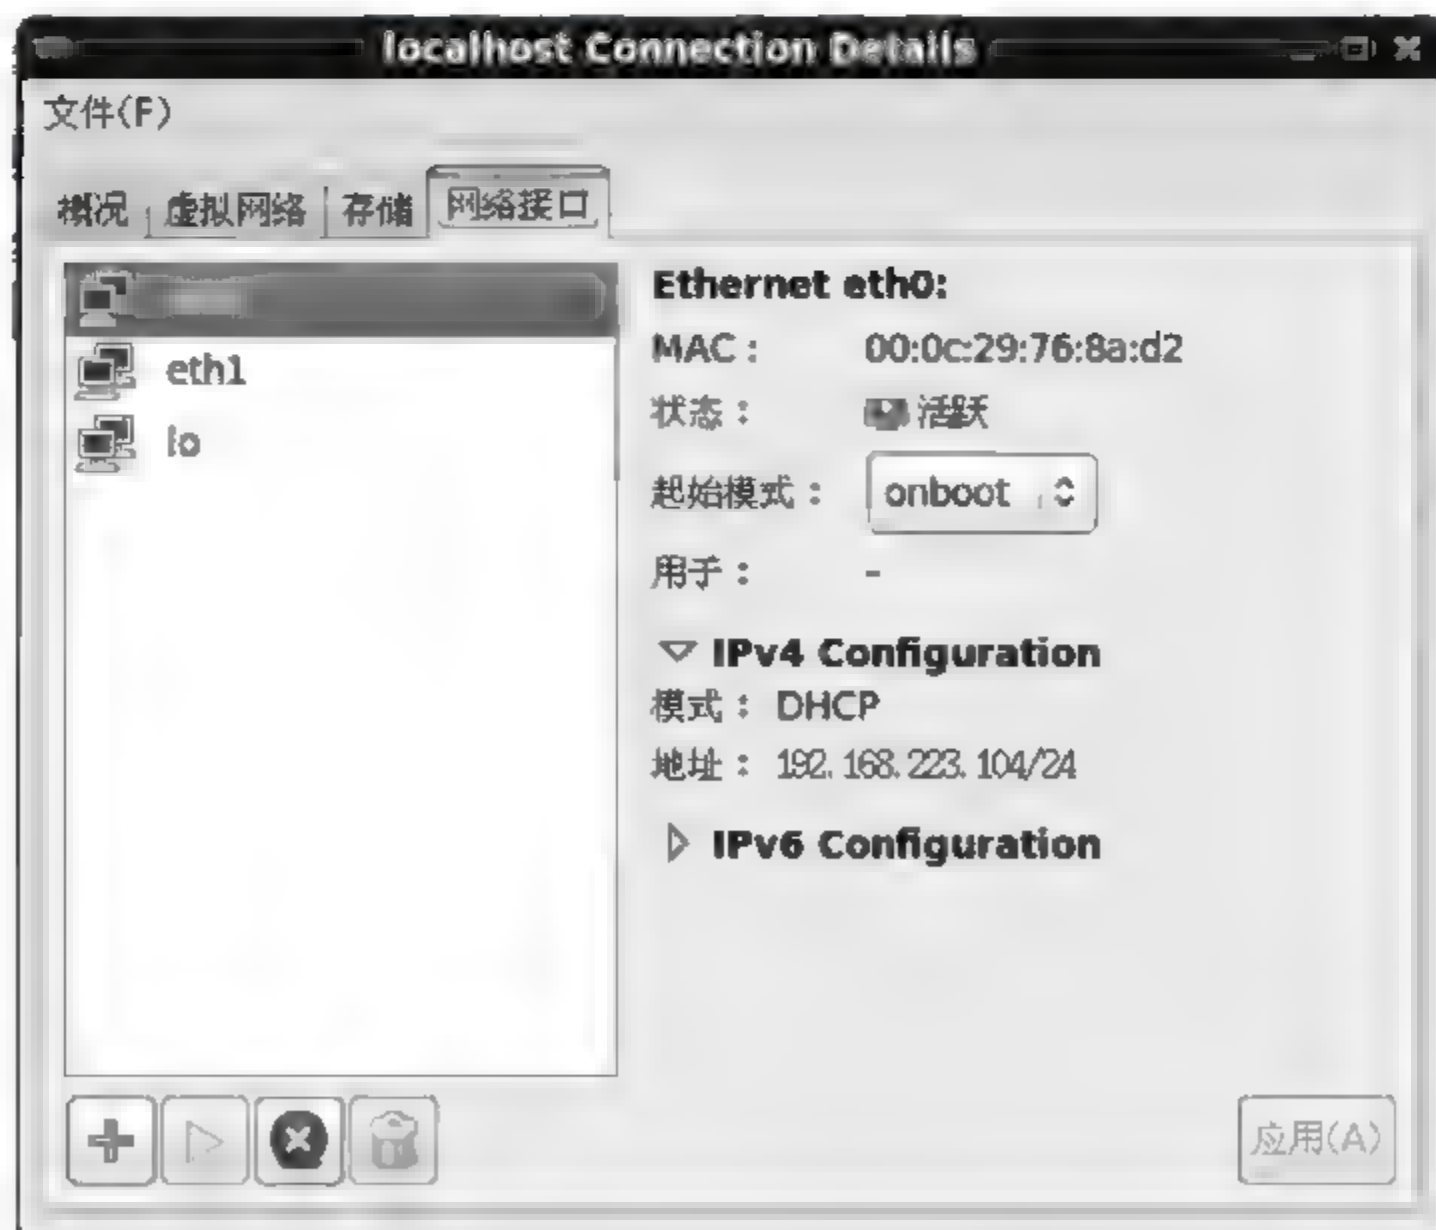 localhost Connection Details
文件(F)
概况 虚拟网络 存储 网络接口
eth1
lo
Ethernet eth0:
MAC： 00:0c:29:76:8a:d2
状态： 活跃
起始模式： onboot
用于： -
IPv4 Configuration
模式： DHCP
地址： 192.168.223.104/24
IPv6 Configuration
应用(A)